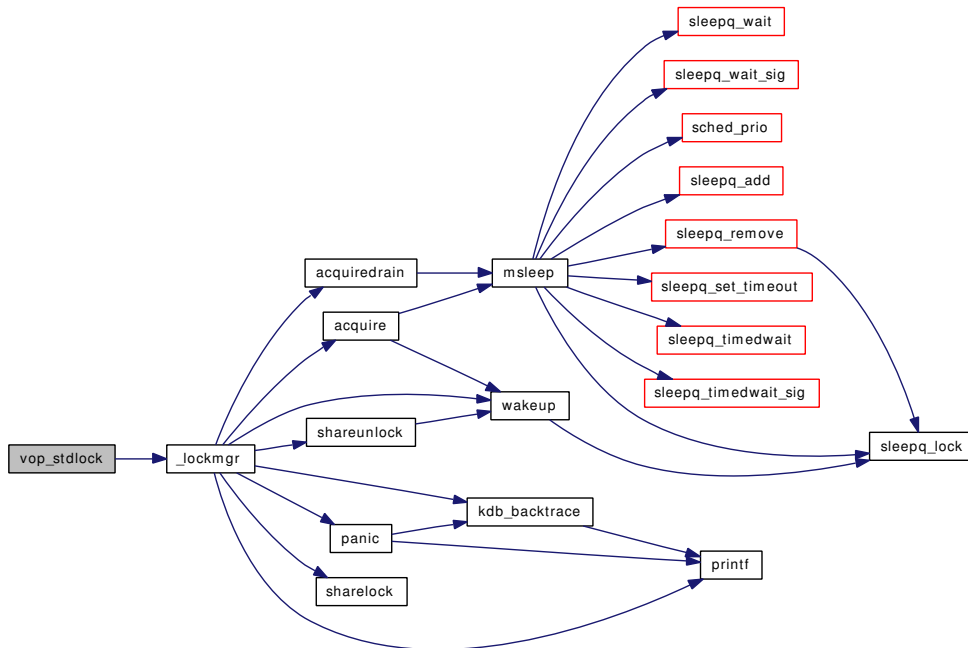 sleepq_wait
sleepq_wait_sig
sched_prio
sleepq_add
sleepq_remove
acquiredrain
msleep
sleepq_set_timeout
acquire
sleepq_timedwait
sleepq_timedwait_sig
wakeup
shareunlock
sleepq_lock
vop_stdlock
_lockmgr
kdb_backtrace
panic
printf
sharelock